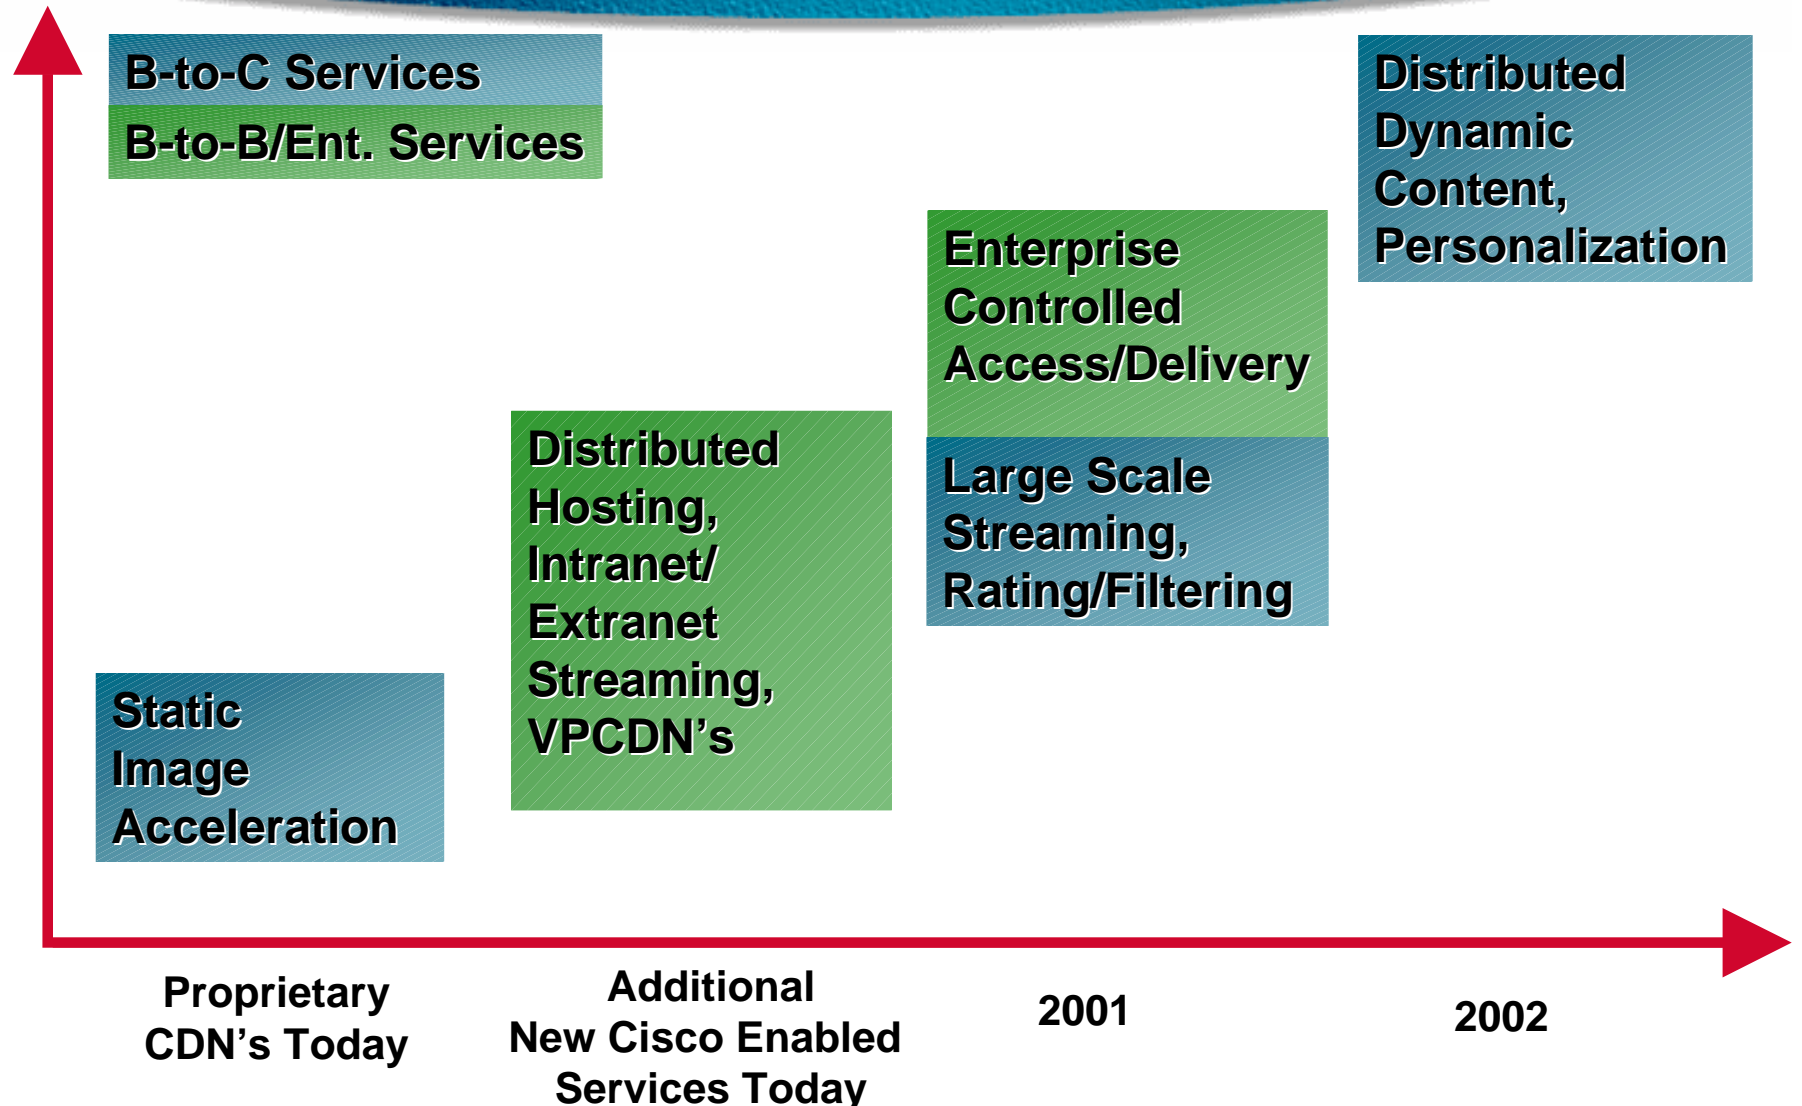 B-to-C Services
B-to-B/Ent. Services
Distributed
Dynamic
Content,
Personalization
Enterprise
Controlled
Access/Delivery
Large Scale
Streaming,
Rating/Filtering
Distributed
Hosting,
Intranet/
Extranet
Streaming,
VPCDN’s
Static
Image
Acceleration
Proprietary
CDN’s Today
Additional
New Cisco Enabled
Services Today
2001
2002